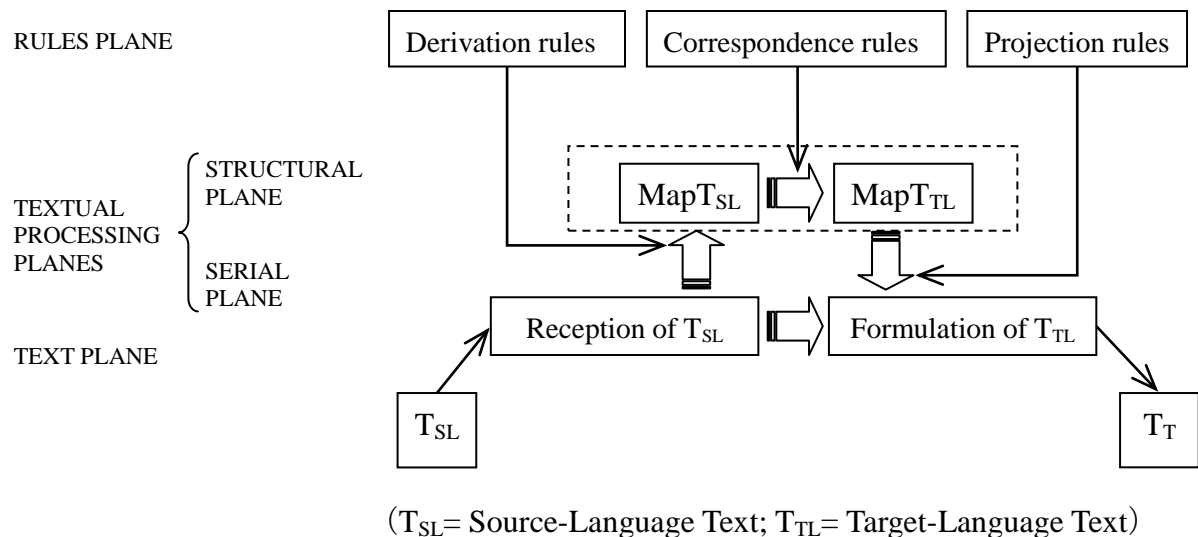 RULES PLANE
Derivation rules
Correspondence rules
Projection rules
STRUCTURAL
PLANE
MapT_SL
MapT_TL
TEXTUAL
PROCESSING
PLANES
SERIAL
PLANE
Reception of T_SL
Formulation of T_TL
TEXT PLANE
T_SL
T_T
(T_SL= Source-Language Text; T_TL= Target-Language Text)